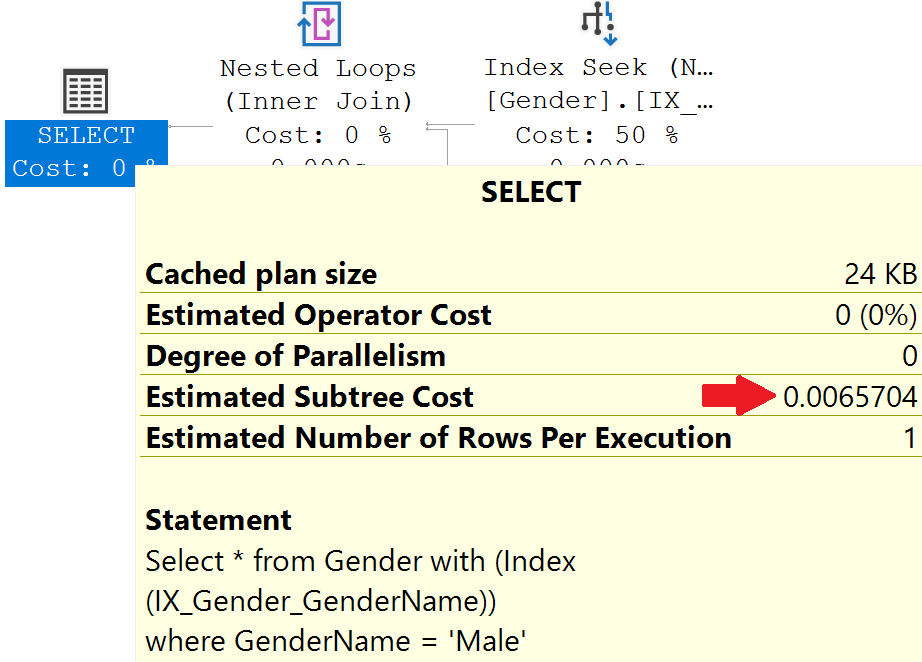 Nested Loops
(Inner Join)
Cost: 0 %
Index Seek (N…
[Gender].[IX_…
Cost: 50 %
SELECT
Cost: 0 %
SELECT
Cached plan size 24 KB
Estimated Operator Cost 0 (0%)
Degree of Parallelism 0
Estimated Subtree Cost 0.0065704
Estimated Number of Rows Per Execution 1
Statement
Select * from Gender with (Index
(IX_Gender_GenderName))
where GenderName = 'Male'